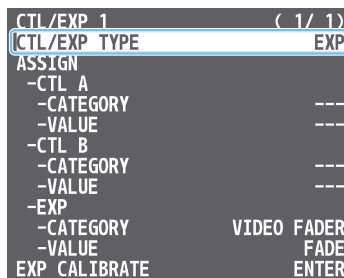 CTL/EXP 1 ( 1/ 1)
CTL/EXP TYPE EXP
ASSIGN
-CTL A
-CATEGORY ---
-VALUE ---
-CTL B
-CATEGORY ---
-VALUE ---
-EXP
-CATEGORY VIDEO FADER
-VALUE FADE
EXP CALIBRATE ENTER